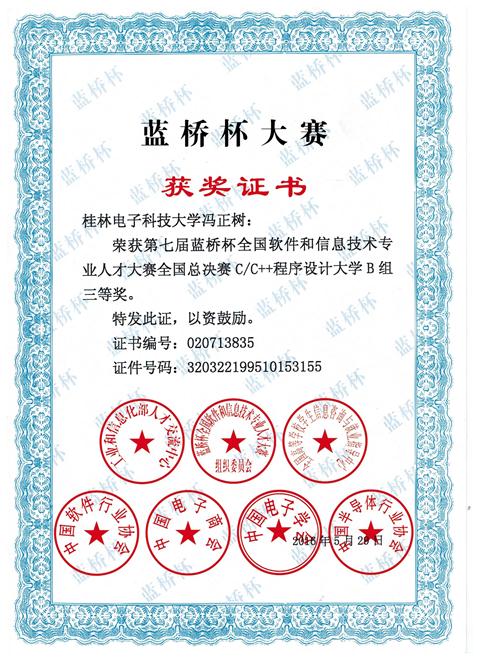 蓝桥杯大赛
获奖证书
桂林电子科技大学冯正树：
荣获第七届蓝桥杯全国软件和信息技术专
业人才大赛全国总决赛 C/C++程序设计大学 B 组
三等奖。
特发此证，以资鼓励。
证书编号：020713835
证件号码：320322199510153155
工业和信息化部人才交流中心
蓝桥杯全国软件和信息技术专业人才大赛
组织委员会
中国软件行业协会
中国电子商会
中国电子学会
中国半导体行业协会
2016 年 5 月 29 日
蓝桥杯